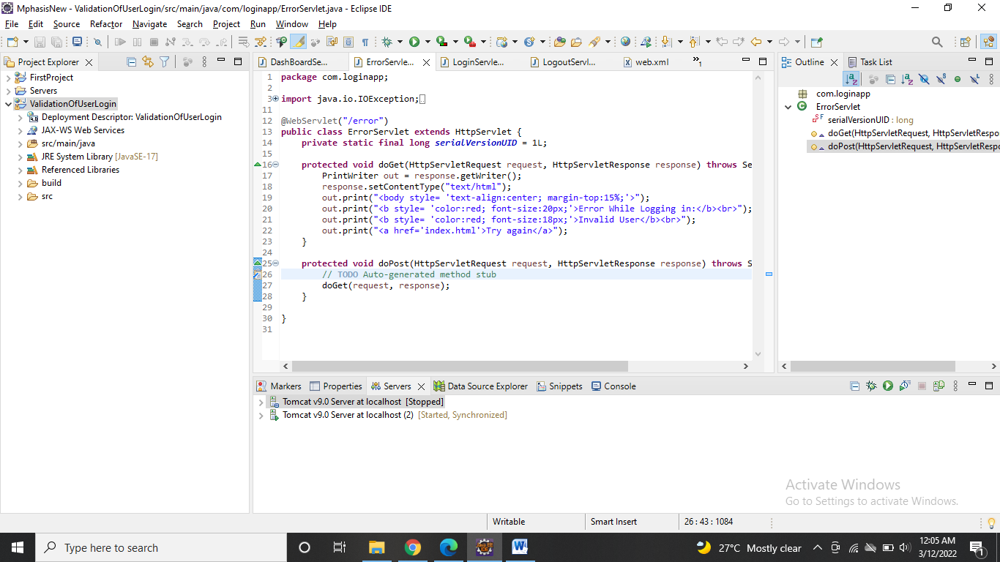 MphasisNew - ValidationOfUserLogin/src/main/java/com/loginapp/ErrorServlet.java - Eclipse IDE
File Edit Source Refactor Navigate Search Project Run Window Help
Project Explorer
FirstProject
Servers
ValidationOfUserLogin
Deployment Descriptor: ValidationOfUserLogin
JAX-WS Web Services
src/main/java
JRE System Library [JavaSE-17]
Referenced Libraries
build
src
DashBoardSe... ErrorServle... LoginServle... LogoutServl... web.xml »1
1 package com.loginapp;
2
3 import java.io.IOException;
11
12 @WebServlet("/error")
13 public class ErrorServlet extends HttpServlet {
14 private static final long serialVersionUID = 1L;
15
16 protected void doGet(HttpServletRequest request, HttpServletResponse response) throws Se
17 PrintWriter out = response.getWriter();
18 response.setContentType("text/html");
19 out.print("<body style= 'text-align:center; margin-top:15%;'>");
20 out.print("<b style= 'color:red; font-size:20px;'>Error While Logging in:</b><br>");
21 out.print("<b style= 'color:red; font-size:18px;'>Invalid User</b><br>");
22 out.print("<a href='index.html'>Try again</a>");
23 }
24
25 protected void doPost(HttpServletRequest request, HttpServletResponse response) throws S
26 // TODO Auto-generated method stub
27 doGet(request, response);
28 }
29
30 }
31
Outline Task List
com.loginapp
ErrorServlet
serialVersionUID : long
doGet(HttpServletRequest, HttpServletRespo
doPost(HttpServletRequest, HttpServletRespo
Markers Properties Servers Data Source Explorer Snippets Console
Tomcat v9.0 Server at localhost [Stopped]
Tomcat v9.0 Server at localhost (2) [Started, Synchronized]
Activate Windows
Go to Settings to activate Windows.
Writable Smart Insert 26 : 43 : 1084
Type here to search
27°C Mostly clear
12:05 AM
3/12/2022
1